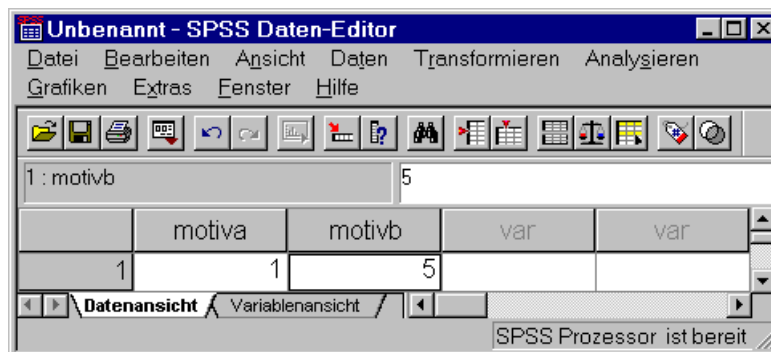 Unbenannt - SPSS Daten-Editor
Datei Bearbeiten Ansicht Daten Transformieren Analysieren
Grafiken Extras Fenster Hilfe
1 : motivb 5
motiva motivb var var
1 1 5
Datenansicht Variablenansicht
SPSS Prozessor ist bereit